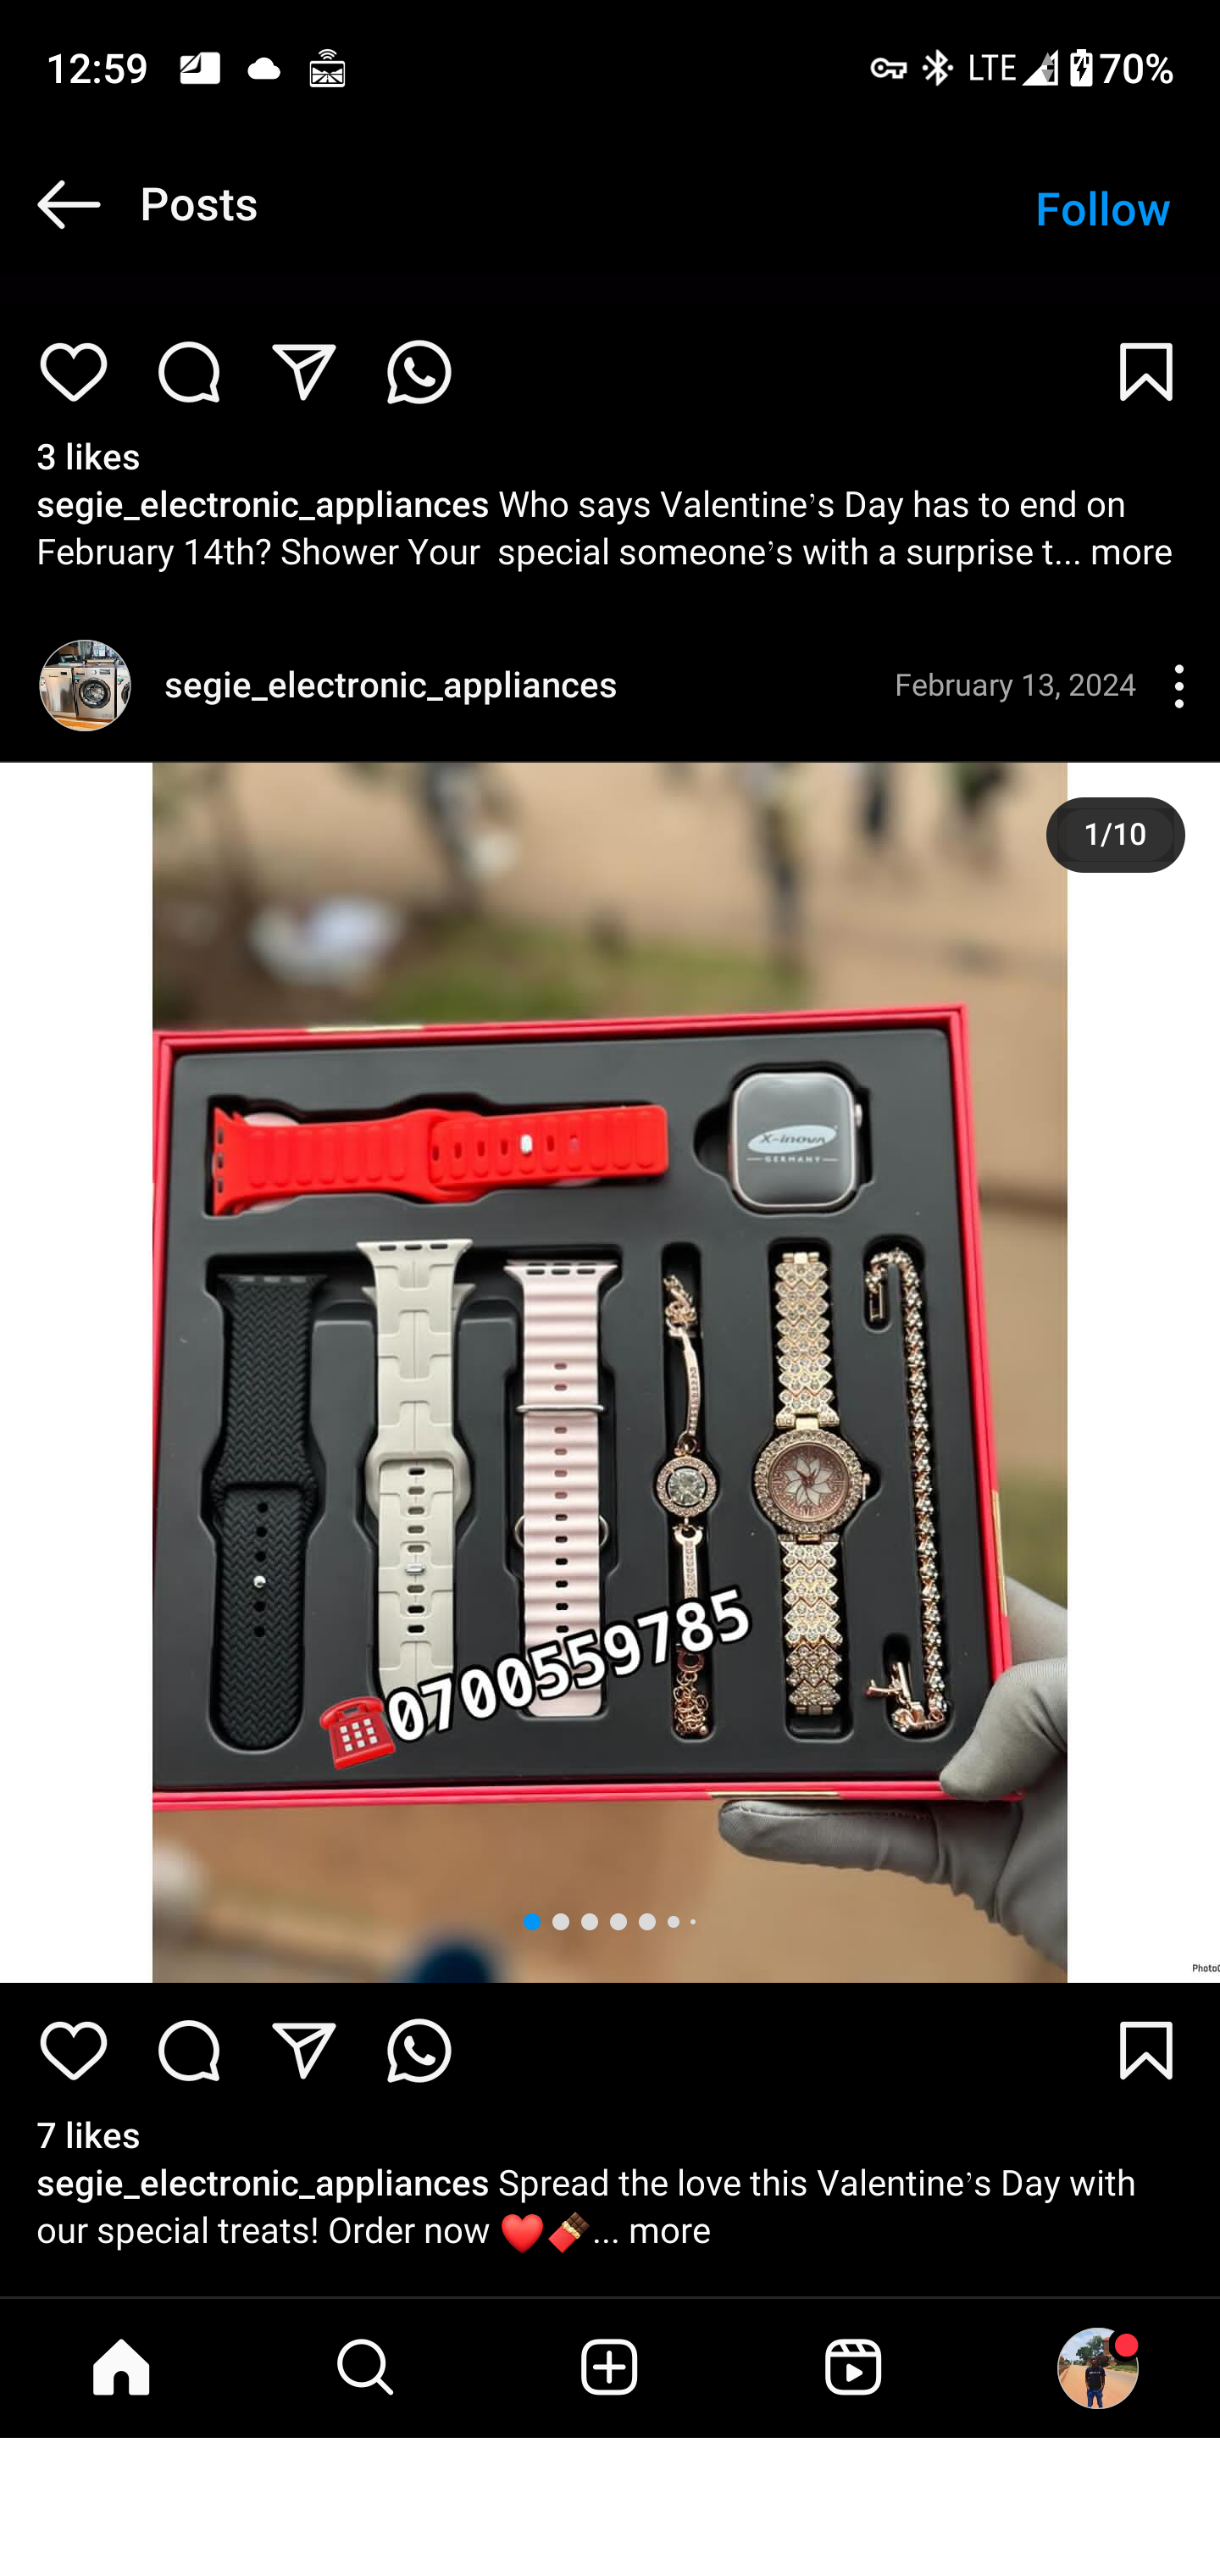 12:59
LTE
70%
Posts
Follow
3 likes
segie_electronic_appliances Who says Valentine’s Day has to end on
February 14th? Shower Your  special someone’s with a surprise t... more
segie_electronic_appliances
February 13, 2024
1/10
X-inova
GERMANY
☎️0700559785
7 likes
segie_electronic_appliances Spread the love this Valentine’s Day with
our special treats! Order now ❤️🍫... more